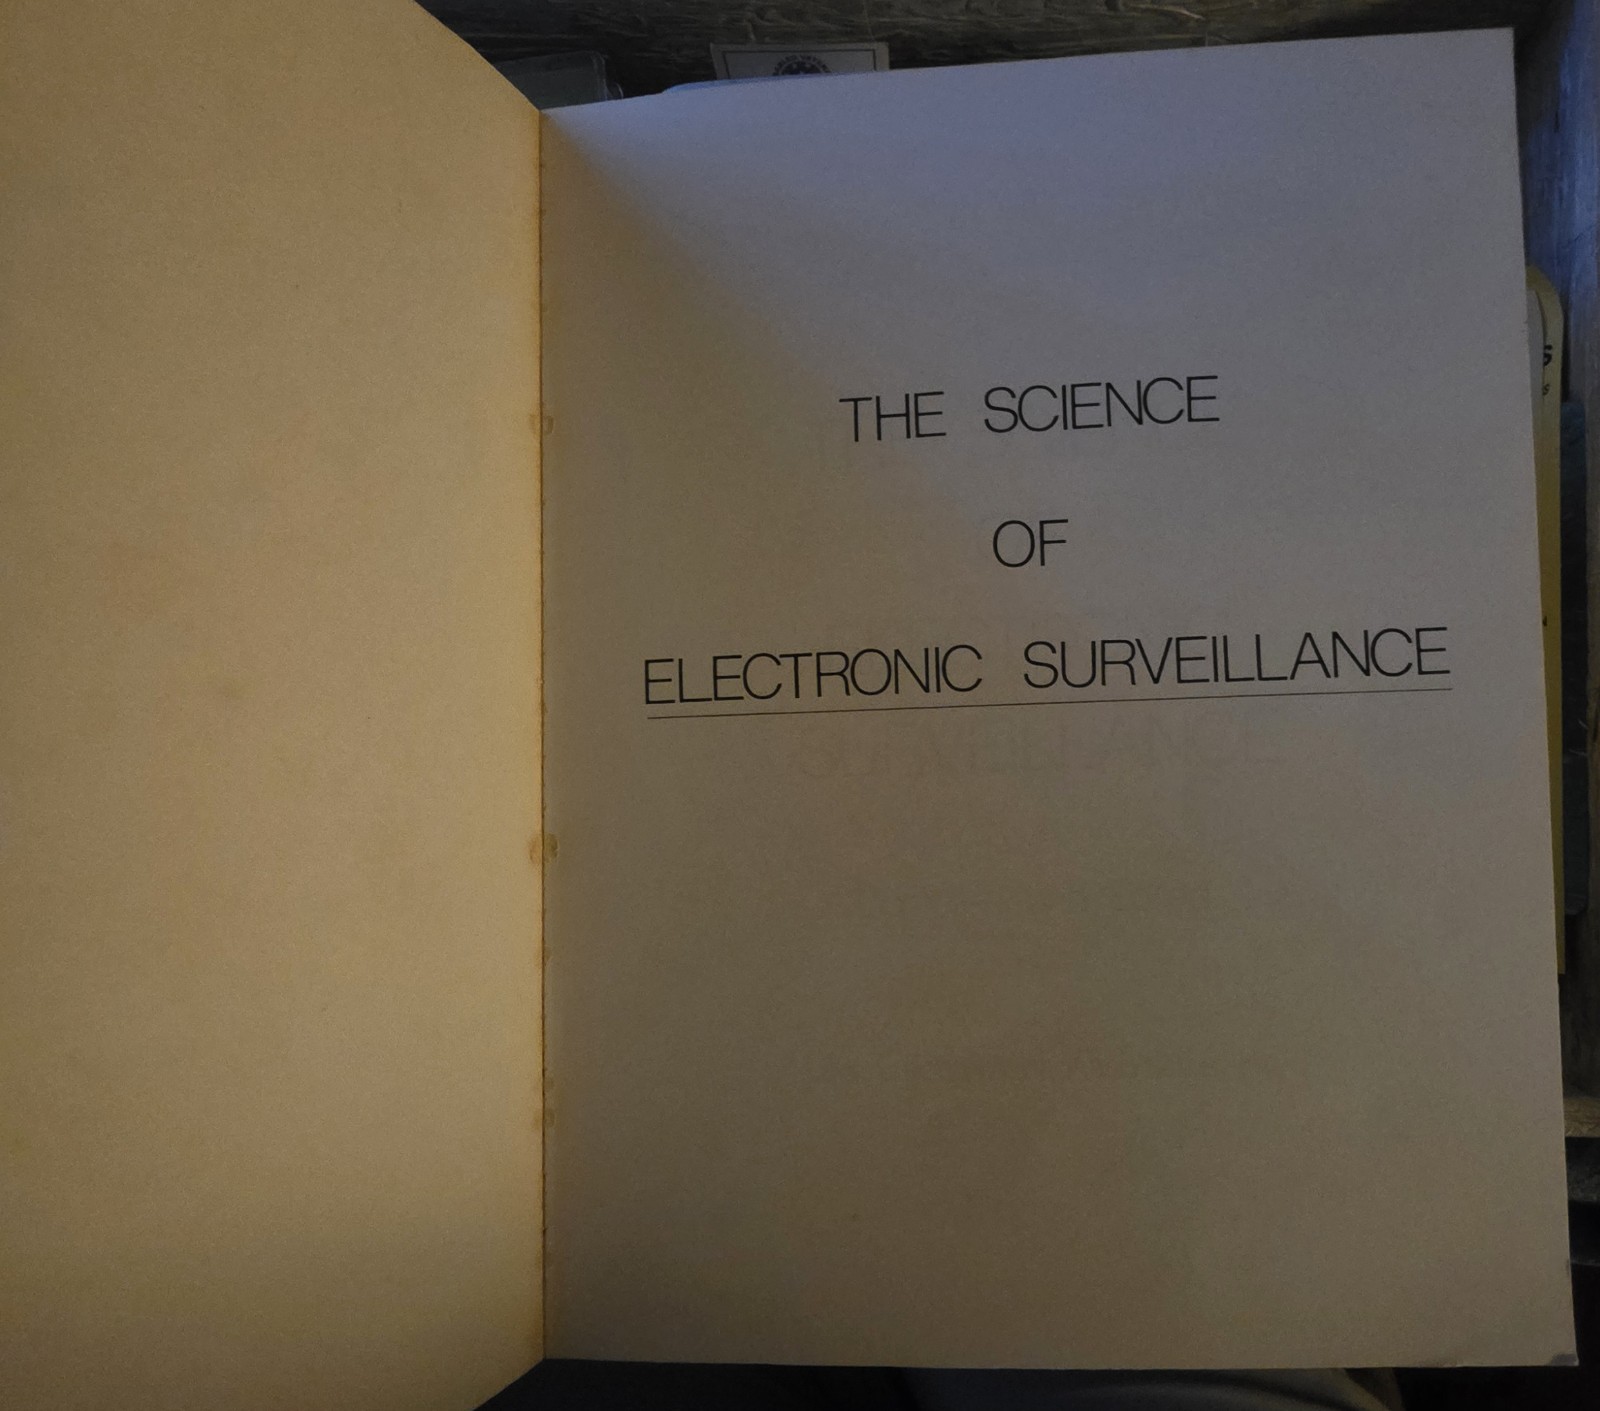 THE SCIENCE
OF
ELECTRONIC SURVEILLANCE